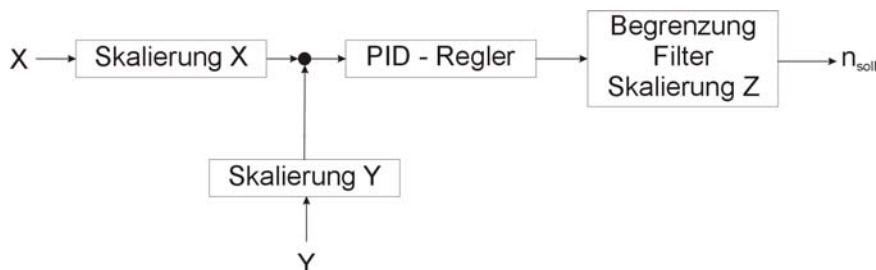 X
Skalierung X
PID - Regler
Begrenzung
Filter
Skalierung Z
n_soll
Skalierung Y
Y